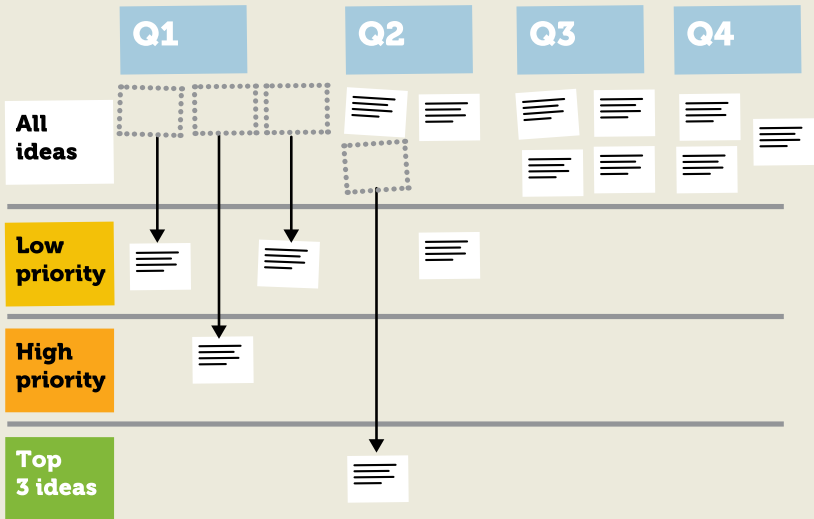 Q1
Q2
Q3
Q4
All
ideas
Low
priority
High
priority
Top
3 ideas